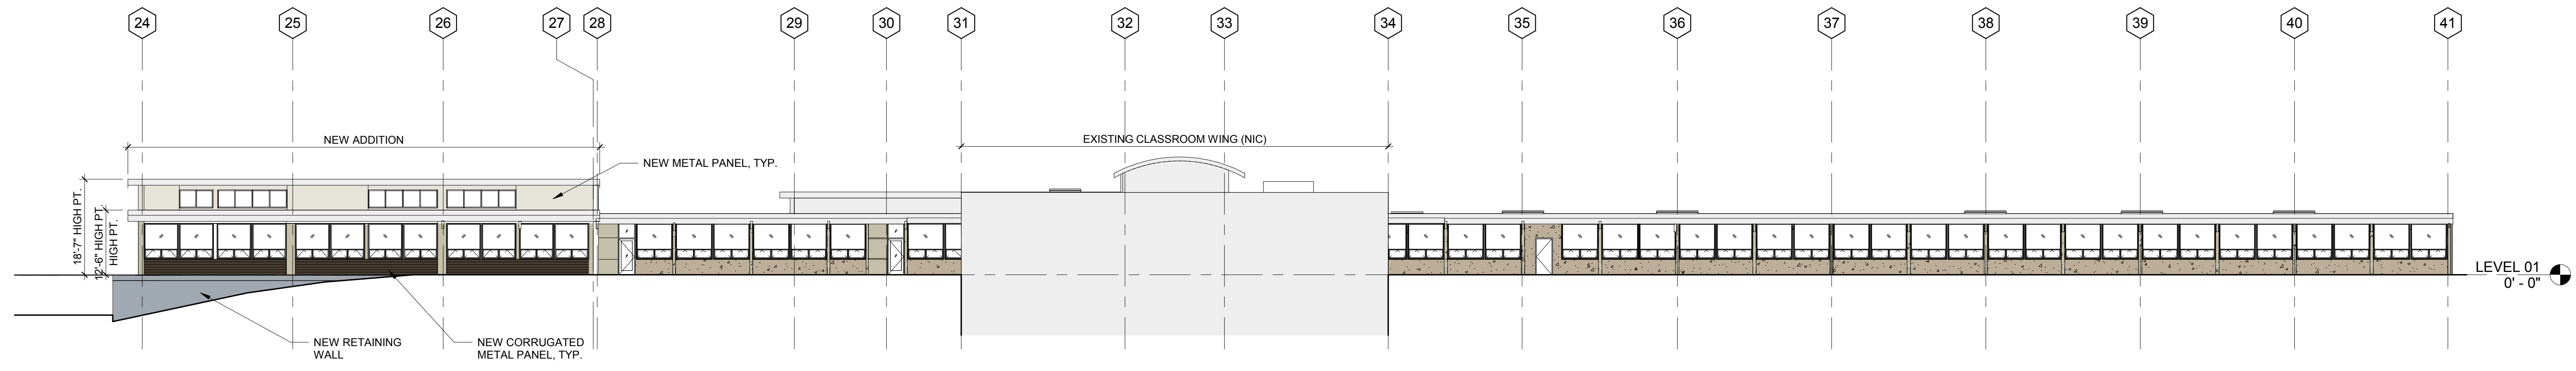 24
25
26
27
28
29
30
31
32
33
34
35
36
37
38
39
40
41
NEW ADDITION
EXISTING CLASSROOM WING (NIC)
NEW METAL PANEL, TYP.
18'-7" HIGH PT.
12'-6" HIGH PT.
HIGH PT.
LEVEL 01
0' - 0"
NEW RETAINING
WALL
NEW CORRUGATED
METAL PANEL, TYP.